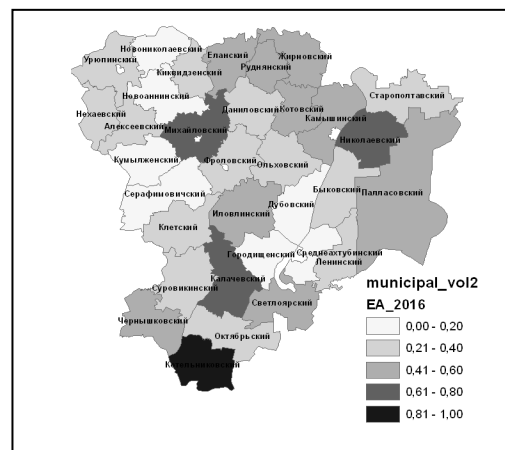 Новониколаевский
Урюпинский
Еланский
Жирновский
Руднянский
Киквидзенский
Новоаннинский
Нехаевский
Алексеевский
Михайловский
Даниловский
Котовский
Камышинский
Старополтавский
Николаевский
Кумылженский
Фроловский
Ольховский
Серафимовичский
Иловлинский
Дубовский
Быковский
Палласовский
Клетский
Городищенский
Среднеахтубинский
Ленинский
Суровикинский
Калачевский
Светлоярский
Чернышковский
Октябрьский
Котельниковский
municipal_vol2
EA_2016
0,00 - 0,20
0,21 - 0,40
0,41 - 0,60
0,61 - 0,80
0,81 - 1,00